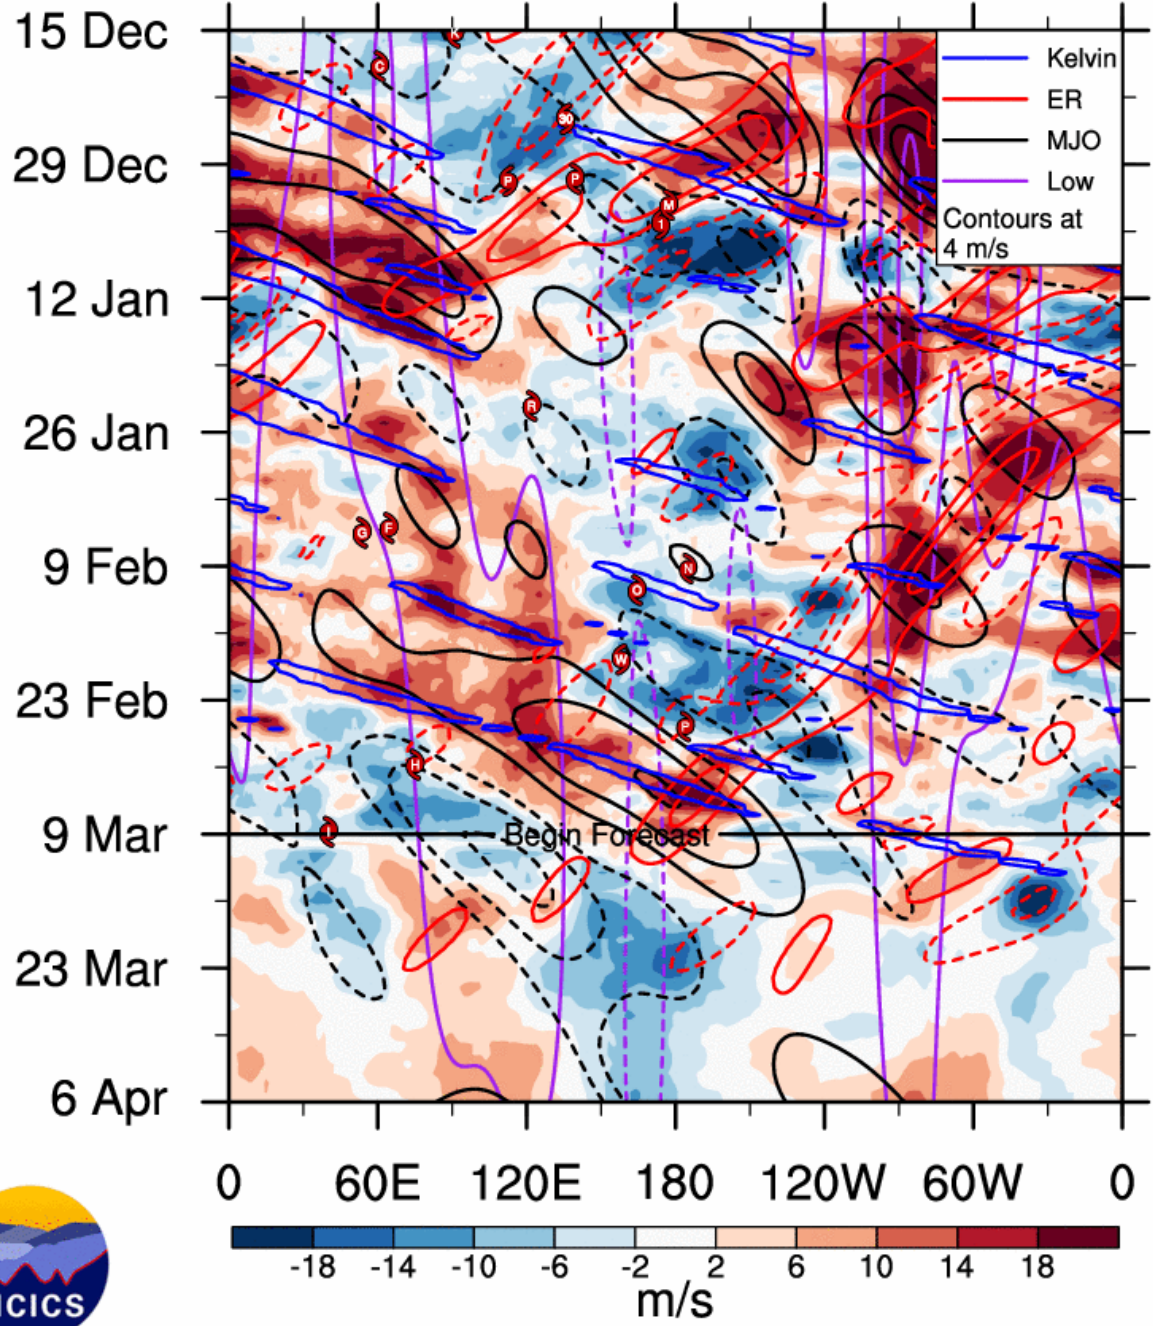 K
15 Dec
Kelvin
C
ER
30
MJO
29 Dec
P
P
Low
M
1
Contours at
4 m/s
12 Jan
R
26 Jan
G
F
9 Feb
N
O
W
23 Feb
P
H
9 Mar
I
Begin Forecast
23 Mar
6 Apr
0 60E 120E 180 120W 60W 0
-18 -14 -10 -6 -2 2 6 10 14 18
m/s
CICS